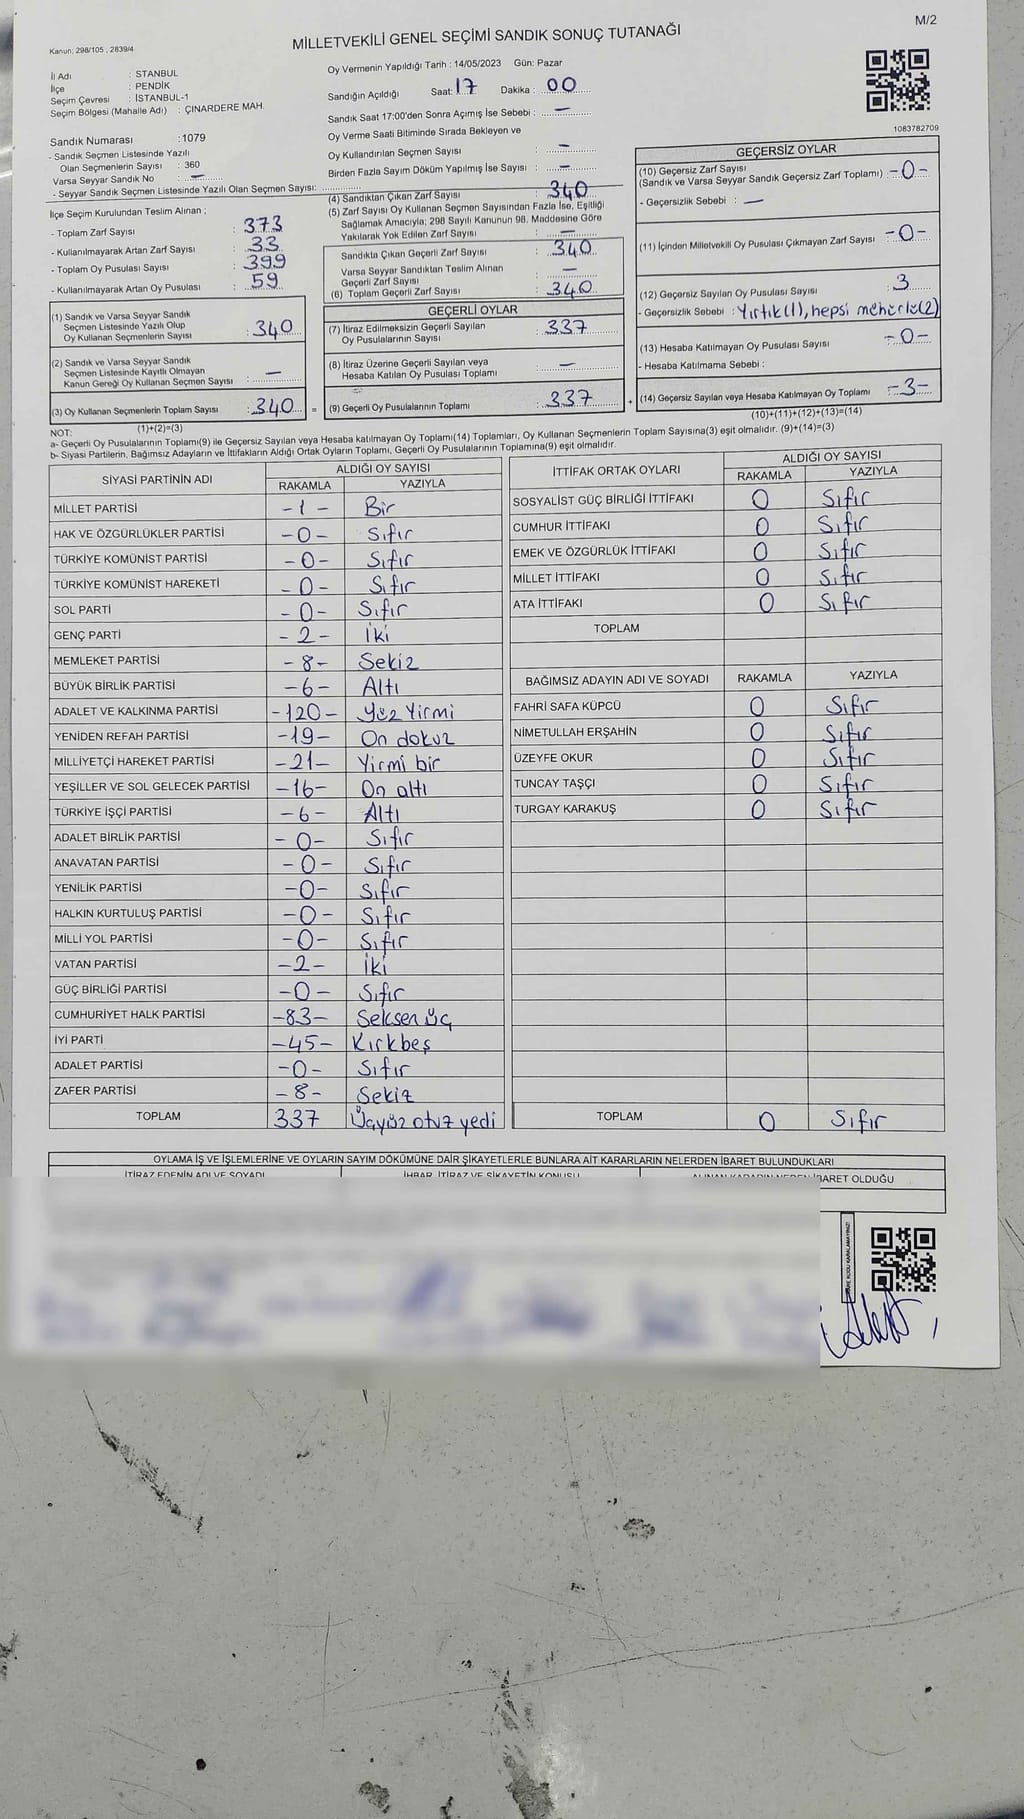 M/2
Kanun: 298/105 , 2839/4
MİLLETVEKİLİ GENEL SEÇİMİ SANDIK SONUÇ TUTANAĞI
İl Adı : STANBUL
İlçe : PENDİK
Seçim Çevresi : İSTANBUL-1
Seçim Bölgesi (Mahalle Adı) : ÇINARDERE MAH.
Sandık Numarası :1079
- Sandık Seçmen Listesinde Yazılı
Olan Seçmenlerin Sayısı : 360
Varsa Seyyar Sandık No —
- Seyyar Sandık Seçmen Listesinde Yazılı Olan Seçmen Sayısı:
Oy Vermenin Yapıldığı Tarih : 14/05/2023 Gün: Pazar
Sandığın Açıldığı Saat: 17 Dakika : 00
Sandık Saat 17:00'den Sonra Açımış İse Sebebi : —
Oy Verme Saati Bitiminde Sırada Bekleyen ve
Oy Kullandırılan Seçmen Sayısı : —
Birden Fazla Sayım Döküm Yapılmış İse Sayısı : —
1083782709
İlçe Seçim Kurulundan Teslim Alınan ;
- Toplam Zarf Sayısı : 373
- Kullanılmayarak Artan Zarf Sayısı : 33
- Toplam Oy Pusulası Sayısı : 399
- Kullanılmayarak Artan Oy Pusulası : 59
(1) Sandık ve Varsa Seyyar Sandık
Seçmen Listesinde Yazılı Olup
Oy Kullanan Seçmenlerin Sayısı : 340
(2) Sandık ve Varsa Seyyar Sandık
Seçmen Listesinde Kayıtlı Olmayan
Kanun Gereği Oy Kullanan Seçmen Sayısı : —
(3) Oy Kullanan Seçmenlerin Toplam Sayısı : 340 =
(1)+(2)=(3)
(4) Sandıktan Çıkan Zarf Sayısı : 340
(5) Zarf Sayısı Oy Kullanan Seçmen Sayısından Fazla İse, Eşitliği
Sağlamak Amacıyla; 298 Sayılı Kanunun 98. Maddesine Göre
Yakılarak Yok Edilen Zarf Sayısı : —
Sandıkta Çıkan Geçerli Zarf Sayısı : 340
Varsa Seyyar Sandıktan Teslim Alınan
Geçerli Zarf Sayısı : —
(6) Toplam Geçerli Zarf Sayısı : 340
GEÇERLİ OYLAR
(7) İtiraz Edilmeksizin Geçerli Sayılan
Oy Pusulalarının Sayısı : 337
(8) İtiraz Üzerine Geçerli Sayılan veya
Hesaba Katılan Oy Pusulası Toplamı : —
(9) Geçerli Oy Pusulalarının Toplamı : 337 +
GEÇERSİZ OYLAR
(10) Geçersiz Zarf Sayısı
(Sandık ve Varsa Seyyar Sandık Geçersiz Zarf Toplamı) : -0-
- Geçersizlik Sebebi : —
(11) İçinden Milletvekili Oy Pusulası Çıkmayan Zarf Sayısı : -0-
(12) Geçersiz Sayılan Oy Pusulası Sayısı : 3
- Geçersizlik Sebebi : Yırtık(1), hepsi mühürlü(2)
(13) Hesaba Katılmayan Oy Pusulası Sayısı : -0-
- Hesaba Katılmama Sebebi :
(14) Geçersiz Sayılan veya Hesaba Katılmayan Oy Toplamı : -3-
(10)+(11)+(12)+(13)=(14)
NOT:
a- Geçerli Oy Pusulalarının Toplamı(9) ile Geçersiz Sayılan veya Hesaba katılmayan Oy Toplamı(14) Toplamları, Oy Kullanan Seçmenlerin Toplam Sayısına(3) eşit olmalıdır. (9)+(14)=(3)
b- Siyasi Partilerin, Bağımsız Adayların ve İttifakların Aldığı Ortak Oyların Toplamı, Geçerli Oy Pusulalarının Toplamına(9) eşit olmalıdır.
SİYASİ PARTİNİN ADI ALDIĞI OY SAYISI
RAKAMLA YAZIYLA
MİLLET PARTİSİ -1- Bir
HAK VE ÖZGÜRLÜKLER PARTİSİ -0- Sıfır
TÜRKİYE KOMÜNİST PARTİSİ -0- Sıfır
TÜRKİYE KOMÜNİST HAREKETİ -0- Sıfır
SOL PARTİ -0- Sıfır
GENÇ PARTİ -2- İki
MEMLEKET PARTİSİ -8- Sekiz
BÜYÜK BİRLİK PARTİSİ -6- Altı
ADALET VE KALKINMA PARTİSİ -120- Yüz Yirmi
YENİDEN REFAH PARTİSİ -19- On dokuz
MİLLİYETÇİ HAREKET PARTİSİ -21- Yirmi bir
YEŞİLLER VE SOL GELECEK PARTİSİ -16- On altı
TÜRKİYE İŞÇİ PARTİSİ -6- Altı
ADALET BİRLİK PARTİSİ -0- Sıfır
ANAVATAN PARTİSİ -0- Sıfır
YENİLİK PARTİSİ -0- Sıfır
HALKIN KURTULUŞ PARTİSİ -0- Sıfır
MİLLİ YOL PARTİSİ -0- Sıfır
VATAN PARTİSİ -2- İki
GÜÇ BİRLİĞİ PARTİSİ -0- Sıfır
CUMHURİYET HALK PARTİSİ -83- Seksen üç
İYİ PARTİ -45- Kırkbeş
ADALET PARTİSİ -0- Sıfır
ZAFER PARTİSİ -8- Sekiz
TOPLAM 337 Üçyüz otuz yedi
İTTİFAK ORTAK OYLARI ALDIĞI OY SAYISI
RAKAMLA YAZIYLA
SOSYALİST GÜÇ BİRLİĞİ İTTİFAKI 0 Sıfır
CUMHUR İTTİFAKI 0 Sıfır
EMEK VE ÖZGÜRLÜK İTTİFAKI 0 Sıfır
MİLLET İTTİFAKI 0 Sıfır
ATA İTTİFAKI 0 Sıfır
TOPLAM
BAĞIMSIZ ADAYIN ADI VE SOYADI RAKAMLA YAZIYLA
FAHRİ SAFA KÜPCÜ 0 Sıfır
NİMETULLAH ERŞAHİN 0 Sıfır
ÜZEYFE OKUR 0 Sıfır
TUNCAY TAŞÇI 0 Sıfır
TURGAY KARAKUŞ 0 Sıfır
TOPLAM 0 Sıfır
OYLAMA İŞ VE İŞLEMLERİNE VE OYLARIN SAYIM DÖKÜMÜNE DAİR ŞİKAYETLERLE BUNLARA AİT KARARLARIN NELERDEN İBARET BULUNDUKLARI
İTİRAZ EDENİN ADI VE SOYADI İHBAR, İTİRAZ VE ŞİKAYETİN KONUSU ALINAN KARARIN NEDEN İBARET OLDUĞU